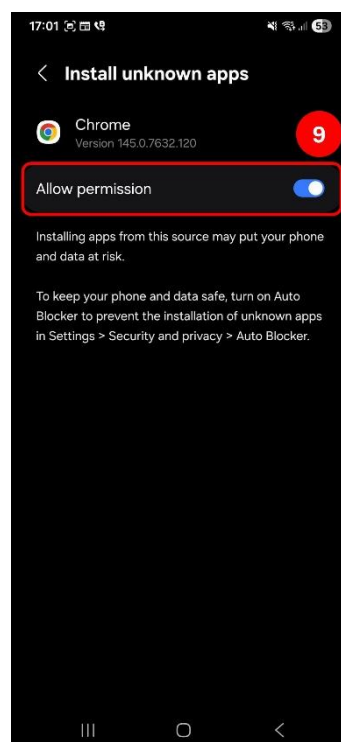 17:01
53
Install unknown apps
Chrome
Version 145.0.7632.120
9
Allow permission
Installing apps from this source may put your phone
and data at risk.
To keep your phone and data safe, turn on Auto
Blocker to prevent the installation of unknown apps
in Settings > Security and privacy > Auto Blocker.